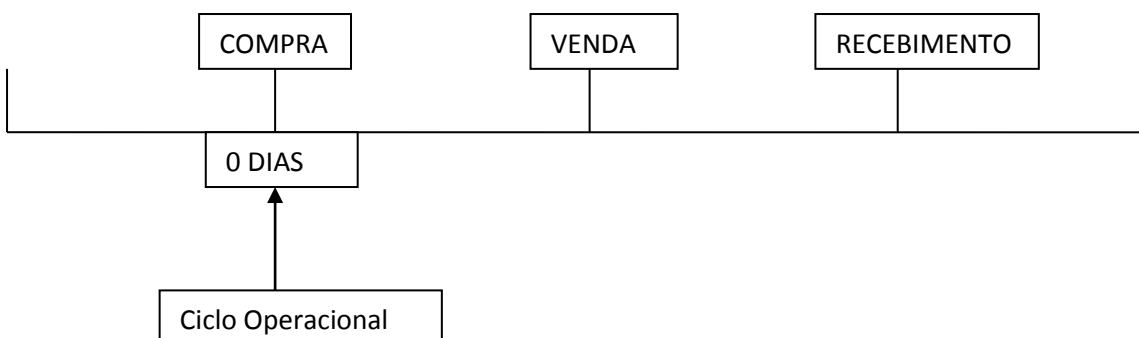 COMPRA
VENDA
RECEBIMENTO
0 DIAS
Ciclo Operacional